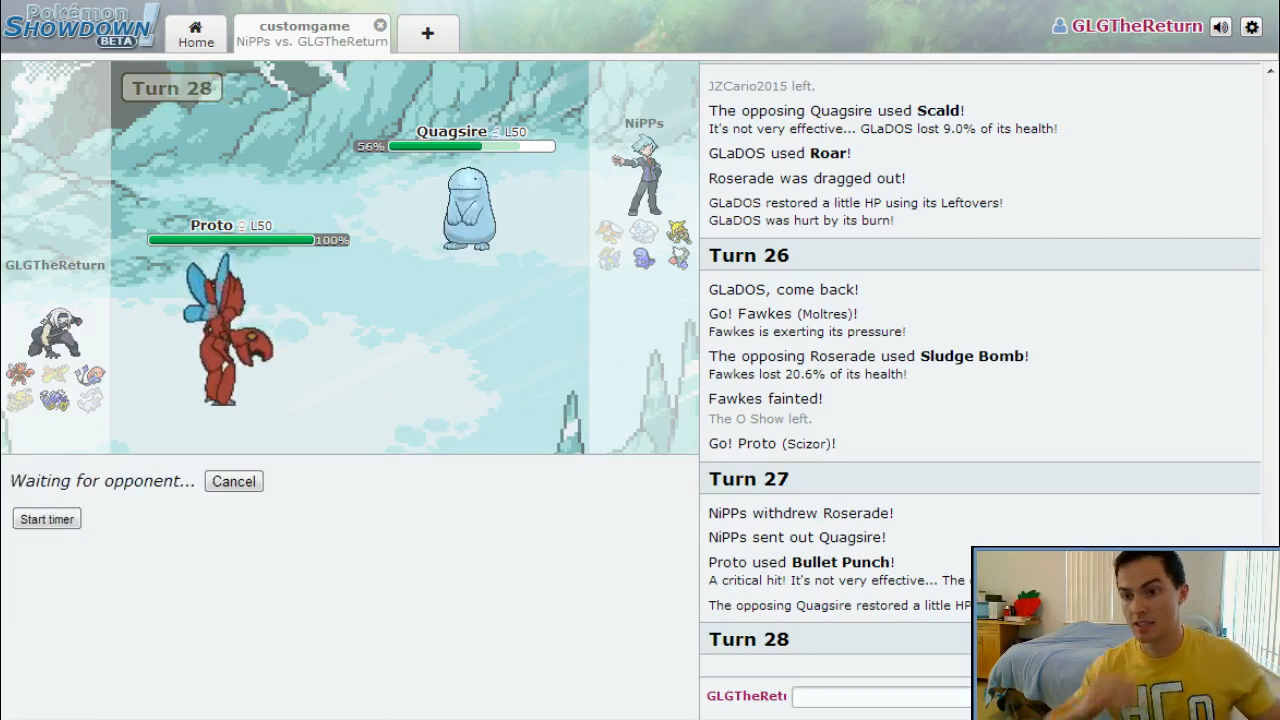 Pokémon
SHOWDOWN!
BETA
Home
customgame
NiPPs vs. GLGTheReturn
+
GLGTheReturn
Turn 28
Quagsire L50
56%
NiPPs
Proto L50
100%
GLGTheReturn
Waiting for opponent... Cancel
Start timer
JZCario2015 left.
The opposing Quagsire used Scald!
It's not very effective... GLaDOS lost 9.0% of its health!
GLaDOS used Roar!
Roserade was dragged out!
GLaDOS restored a little HP using its Leftovers!
GLaDOS was hurt by its burn!
Turn 26
GLaDOS, come back!
Go! Fawkes (Moltres)!
Fawkes is exerting its pressure!
The opposing Roserade used Sludge Bomb!
Fawkes lost 20.6% of its health!
Fawkes fainted!
The O Show left.
Go! Proto (Scizor)!
Turn 27
NiPPs withdrew Roserade!
NiPPs sent out Quagsire!
Proto used Bullet Punch!
A critical hit! It's not very effective... The
The opposing Quagsire restored a little HP
Turn 28
GLGTheRetu